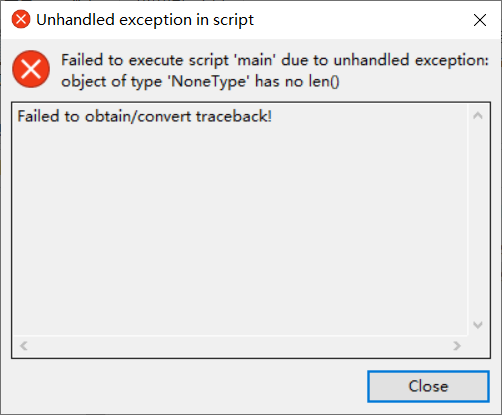 Unhandled exception in script
Failed to execute script 'main' due to unhandled exception:
object of type 'NoneType' has no len()
Failed to obtain/convert traceback!
Close